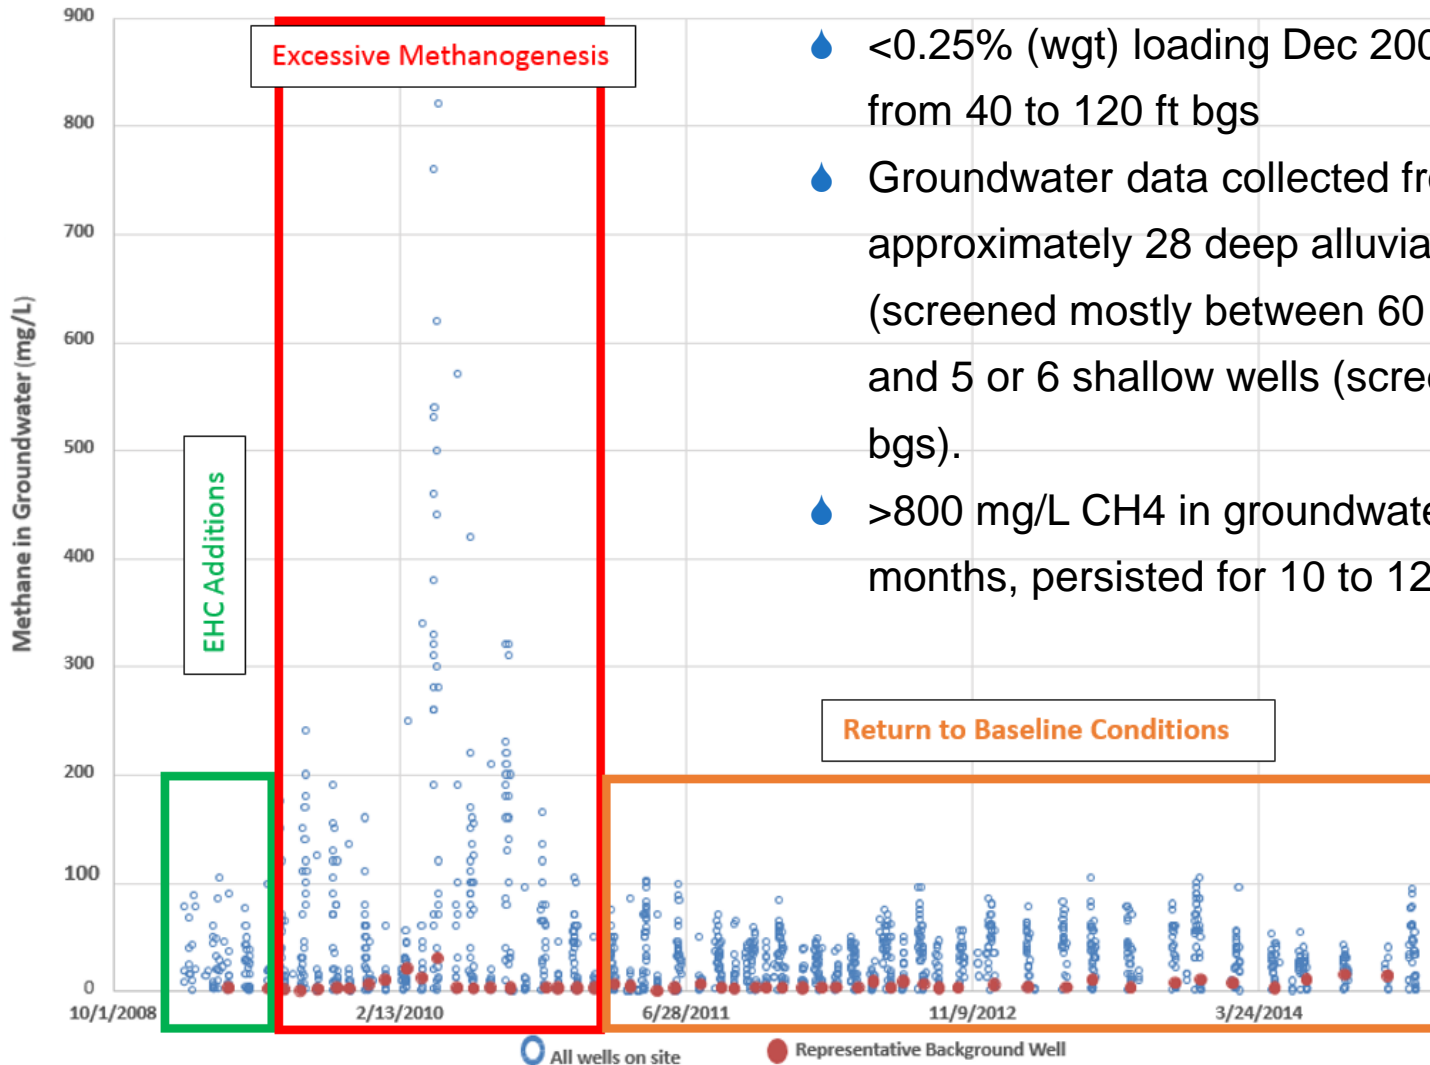 900
800
700
600
500
400
300
200
100
0
Methane in Groundwater (mg/L)
Excessive Methanogenesis
EHC Additions
<0.25% (wgt) loading Dec 200
from 40 to 120 ft bgs
Groundwater data collected
approximately 28 deep
(screened mostly between 60
and 5 or 6 shallow wells
bgs).
>800 mg/L CH4 in
months, persisted for 10 to 12
Return to Baseline Conditions
10/1/2008
2/13/2010
6/28/2011
11/9/2012
3/24/2014
All wells on site
Representative Background Well